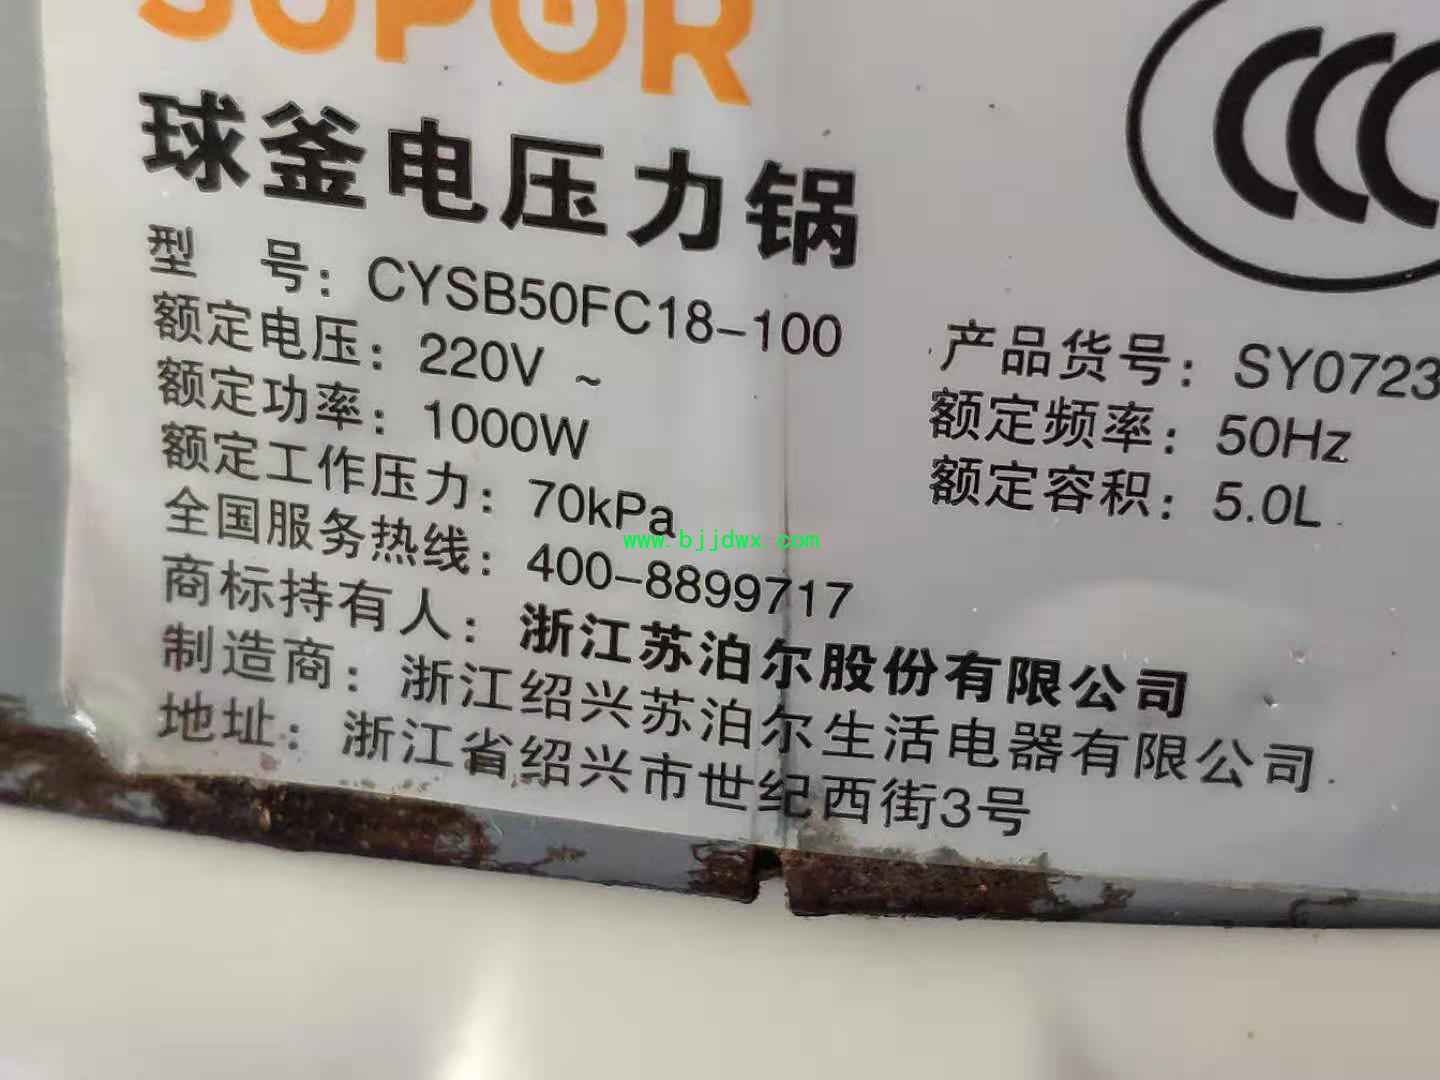 SUPOR
球釜电压力锅
CCC
型 号：CYSB50FC18-100
产品货号：SY0723
额定电压：220V ~
额定频率：50Hz
额定功率：1000W
额定容积：5.0L
额定工作压力：70kPa
www.bjjdwx.com
全国服务热线：400-8899717
商标持有人：浙江苏泊尔股份有限公司
制造商：浙江绍兴苏泊尔生活电器有限公司
地址：浙江省绍兴市世纪西街3号